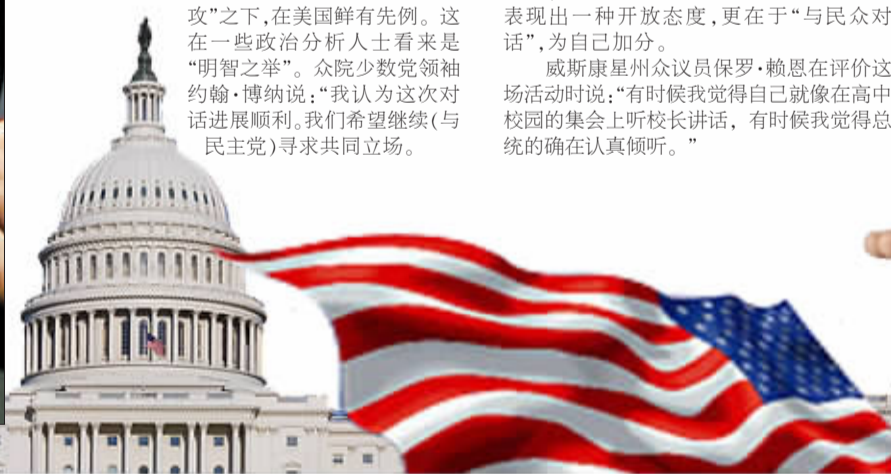 攻”之下,在美国鲜有先例。这
在一些政治分析人士看来是
“明智之举”。众院少数党领袖
约翰·博纳说:“我认为这次对
话进展顺利。我们希望继续(与
民主党)寻求共同立场。
表现出一种开放态度,更在于“与民众对
话”,为自己加分。
威斯康星州众议员保罗·赖恩在评价这
场活动时说:“有时候我觉得自己就像在高中
校园的集会上听校长讲话, 有时候我觉得总
统的确在认真倾听。”